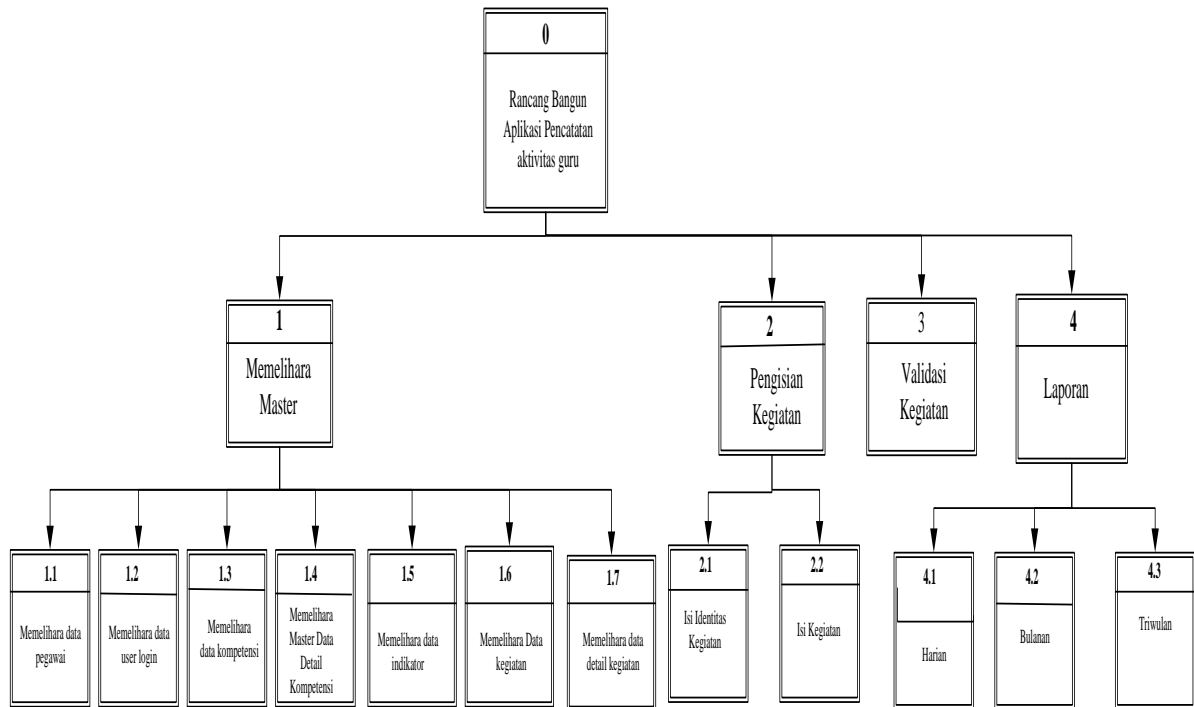 0
Rancang Bangun
Aplikasi Pencatatan
aktivitas guru
1
Memelihara
Master
2
Pengisian
Kegiatan
3
Validasi
Kegiatan
4
Laporan
1.1
Memelihara data
pegawai
1.2
Memelihara data
user login
1.3
Memelihara
data kompetensi
1.4
Memelihara
Master Data
Detail
Kompetensi
1.5
Memelihara data
indikator
1.6
Memelihara Data
kegiatan
1.7
Memelihara data
detail kegiatan
2.1
Isi Identitas
Kegiatan
2.2
Isi Kegiatan
4.1
Harian
4.2
Bulanan
4.3
Triwulan